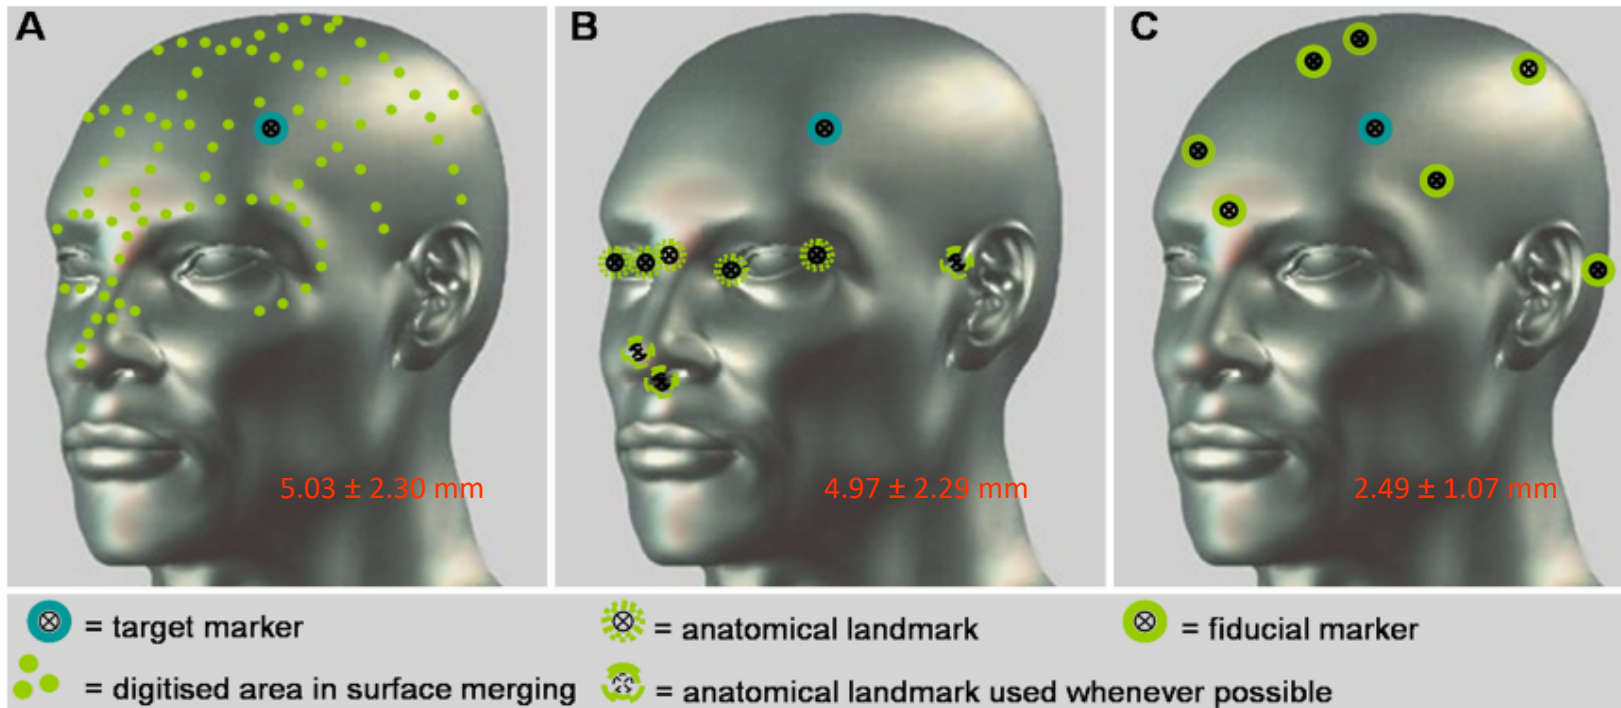 A
B
C
5.03 ± 2.30 mm
4.97 ± 2.29 mm
2.49 ± 1.07 mm
= target marker
= anatomical landmark
= fiducial marker
= digitised area in surface merging
= anatomical landmark used whenever possible